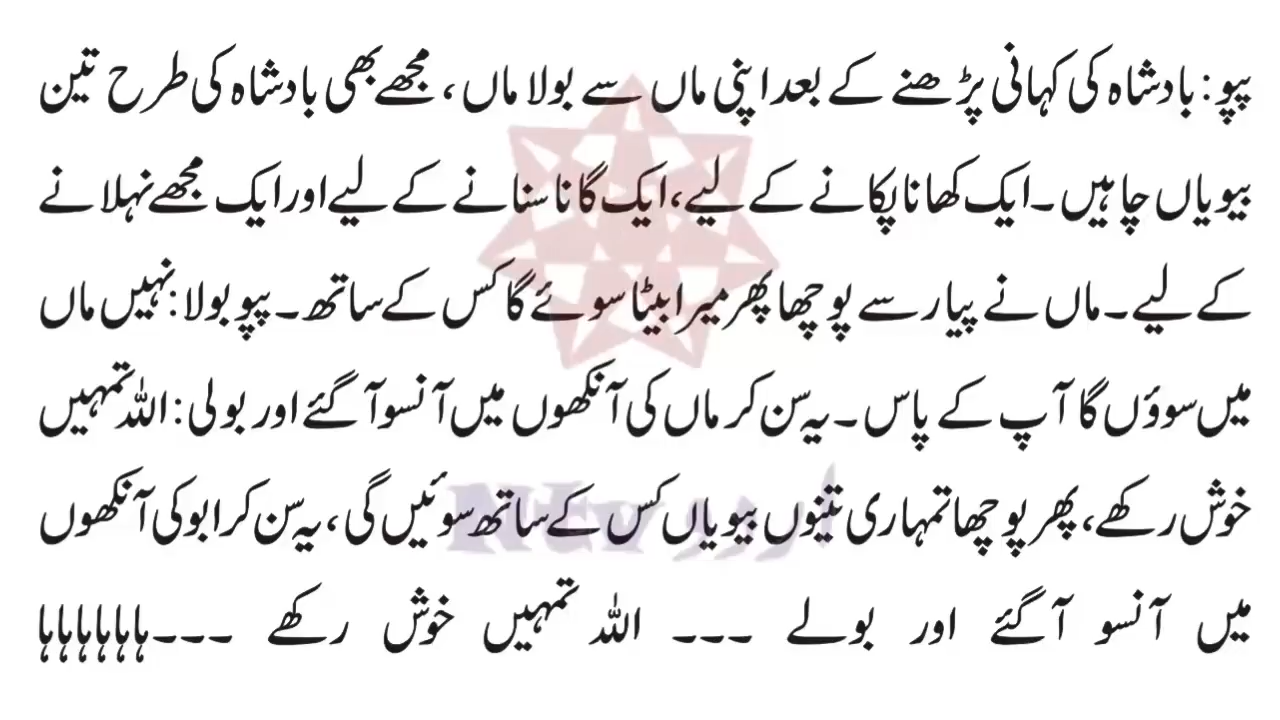 پپو: بادشاہ کی کہانی پڑھنے کے بعد اپنی ماں سے بولا ماں، مجھے بھی بادشاہ کی طرح تین
بیویاں چاہیں۔ ایک کھانا پکانے کے لیے، ایک گانا سنانے کے لیے اور ایک مجھے نہلانے
کے لیے۔ ماں نے پیار سے پوچھا پھر میرا بیٹا سوئے گا کس کے ساتھ۔ پپو بولا: نہیں ماں
میں سوؤں گا آپ کے پاس۔ یہ سن کر ماں کی آنکھوں میں آنسو آ گئے اور بولی: اللہ تمہیں
خوش رکھے، پھر پوچھا تمہاری تینوں بیویاں کس کے ساتھ سوئیں گی، یہ سن کر ابو کی آنکھوں
میں آنسو آ گئے اور بولے ۔۔۔ اللہ تمہیں خوش رکھے ۔۔۔ہاہاہاہاہاہا